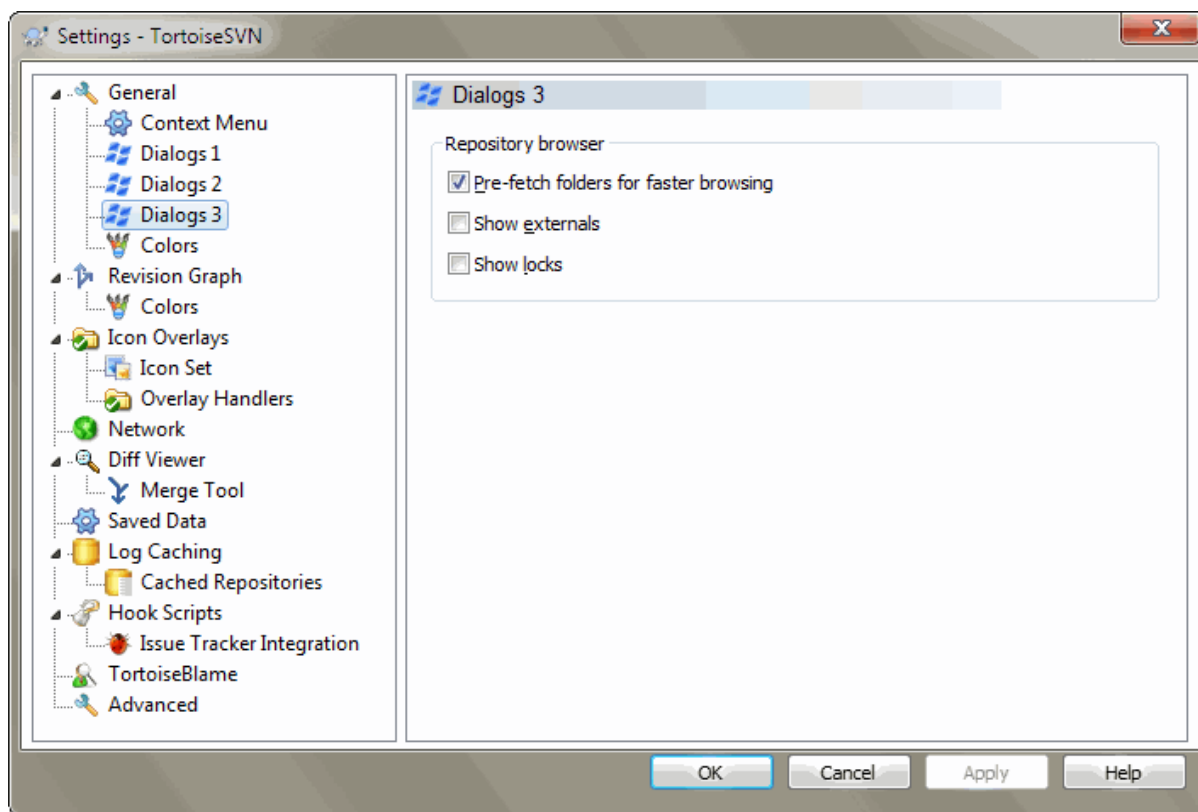 Settings - TortoiseSVN
General
Context Menu
Dialogs 1
Dialogs 2
Dialogs 3
Colors
Revision Graph
Colors
Icon Overlays
Icon Set
Overlay Handlers
Network
Diff Viewer
Merge Tool
Saved Data
Log Caching
Cached Repositories
Hook Scripts
Issue Tracker Integration
TortoiseBlame
Advanced
Dialogs 3
Repository browser
Pre-fetch folders for faster browsing
Show externals
Show locks
OK
Cancel
Apply
Help